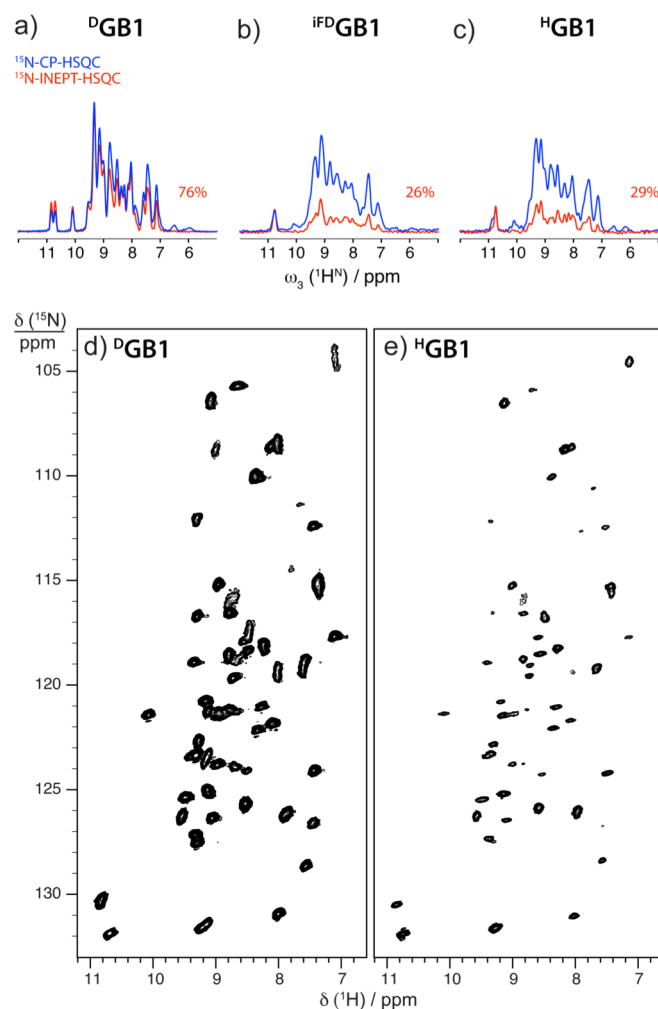 a) ᴰGB1 b) ⁱᶠᴰGB1 c) ᴴGB1
¹⁵N-CP-HSQC
¹⁵N-INEPT-HSQC
76% 26% 29%
11 10 9 8 7 6 11 10 9 8 7 6 11 10 9 8 7 6
ω₃ (¹Hᴺ) / ppm
δ (¹⁵N)
ppm
d) ᴰGB1 e) ᴴGB1
105
110
115
120
125
130
11 10 9 8 7 11 10 9 8 7
δ (¹H) / ppm